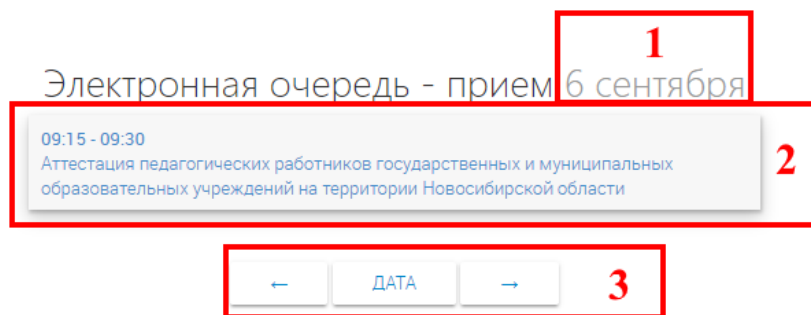 1
Электронная очередь - прием 6 сентября
09:15 - 09:30
Аттестация педагогических работников государственных и муниципальных
образовательных учреждений на территории Новосибирской области
2
← ДАТА →
3